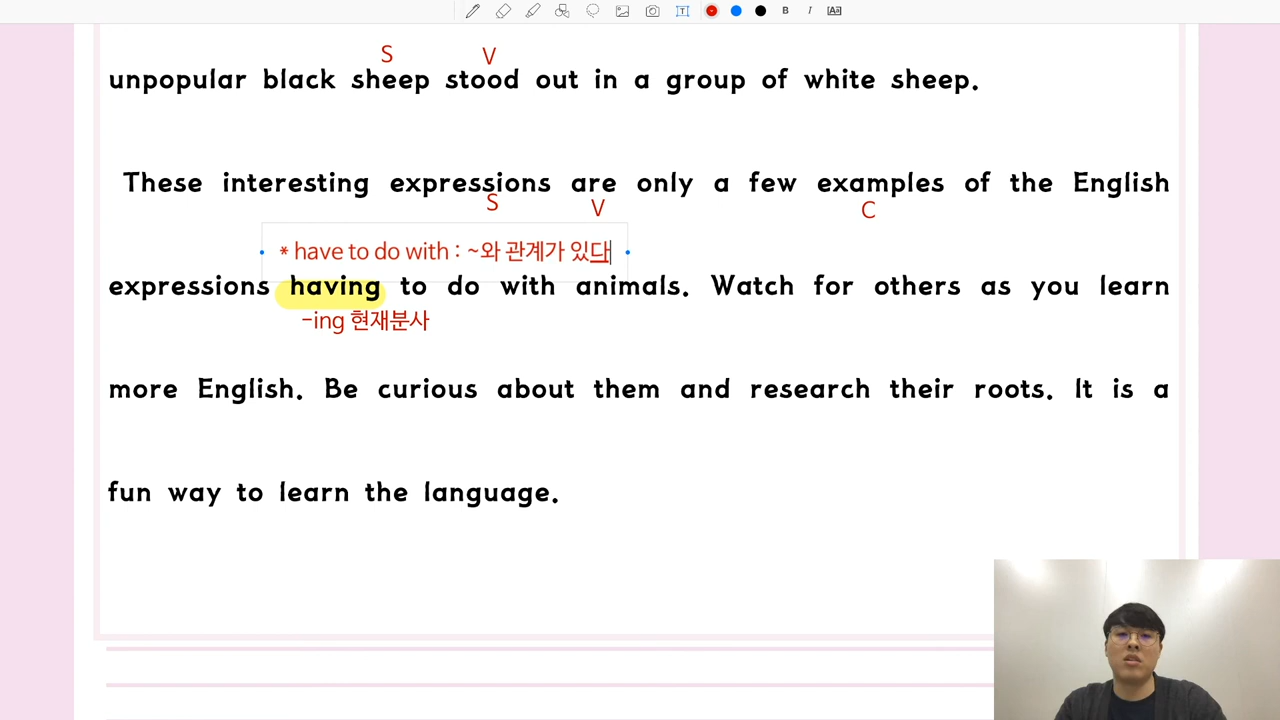 B I Aa
S V
unpopular black sheep stood out in a group of white sheep.
These interesting expressions are only a few examples of the English
S V C
* have to do with : ~와 관계가 있다
expressions having to do with animals. Watch for others as you learn
-ing 현재분사
more English. Be curious about them and research their roots. It is a
fun way to learn the language.